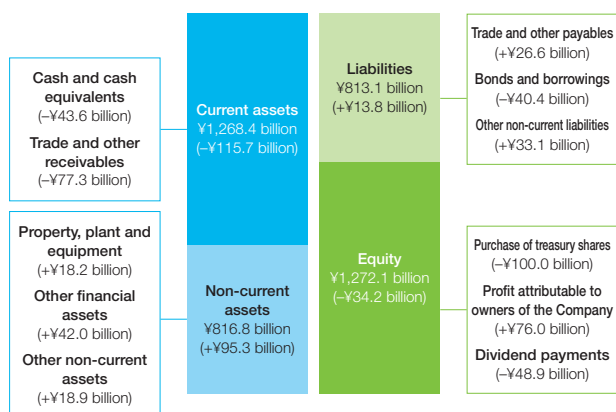 Cash and cash
equivalents
(–¥43.6 billion)
Trade and other
receivables
(–¥77.3 billion)
Property, plant and
equipment
(+¥18.2 billion)
Other financial
assets
(+¥42.0 billion)
Other non-current
assets
(+¥18.9 billion)
Current assets
¥1,268.4 billion
(–¥115.7 billion)
Non-current
assets
¥816.8 billion
(+¥95.3 billion)
Liabilities
¥813.1 billion
(+¥13.8 billion)
Equity
¥1,272.1 billion
(–¥34.2 billion)
Trade and other payables
(+¥26.6 billion)
Bonds and borrowings
(–¥40.4 billion)
Other non-current liabilities
(+¥33.1 billion)
Purchase of treasury shares
(–¥100.0 billion)
Profit attributable to
owners of the Company
(+¥76.0 billion)
Dividend payments
(–¥48.9 billion)